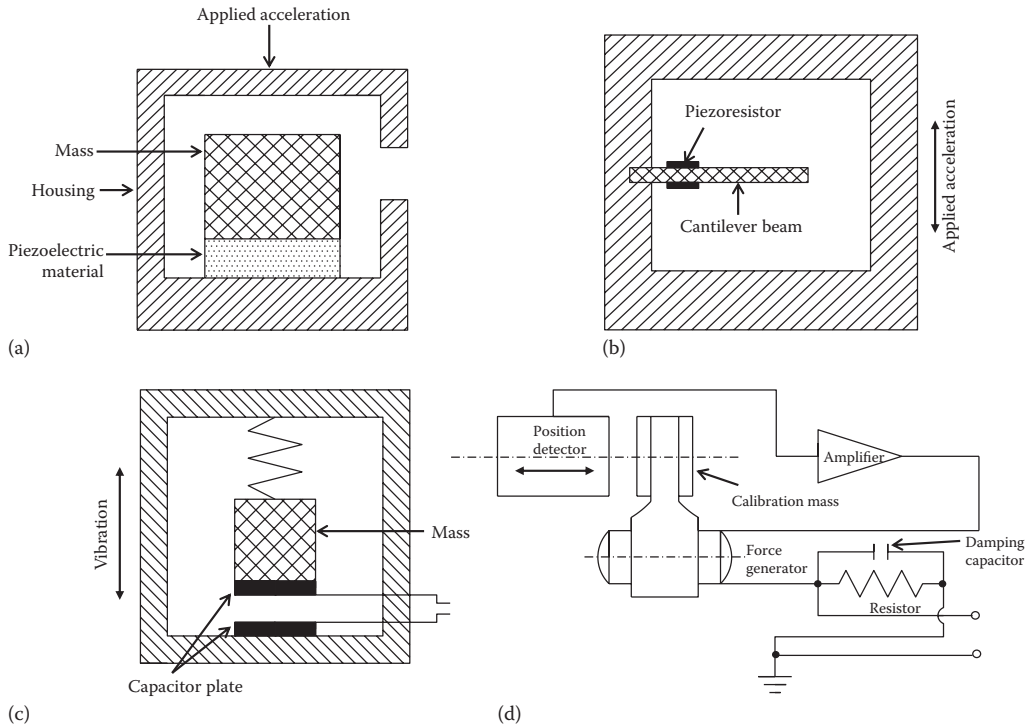 Applied acceleration
Mass
Housing
Piezoelectric
material
(a)
Piezoresistor
Cantilever beam
Applied acceleration
(b)
Vibration
Mass
Capacitor plate
(c)
Position
detector
Amplifier
Calibration mass
Force
generator
Damping
capacitor
Resistor
(d)